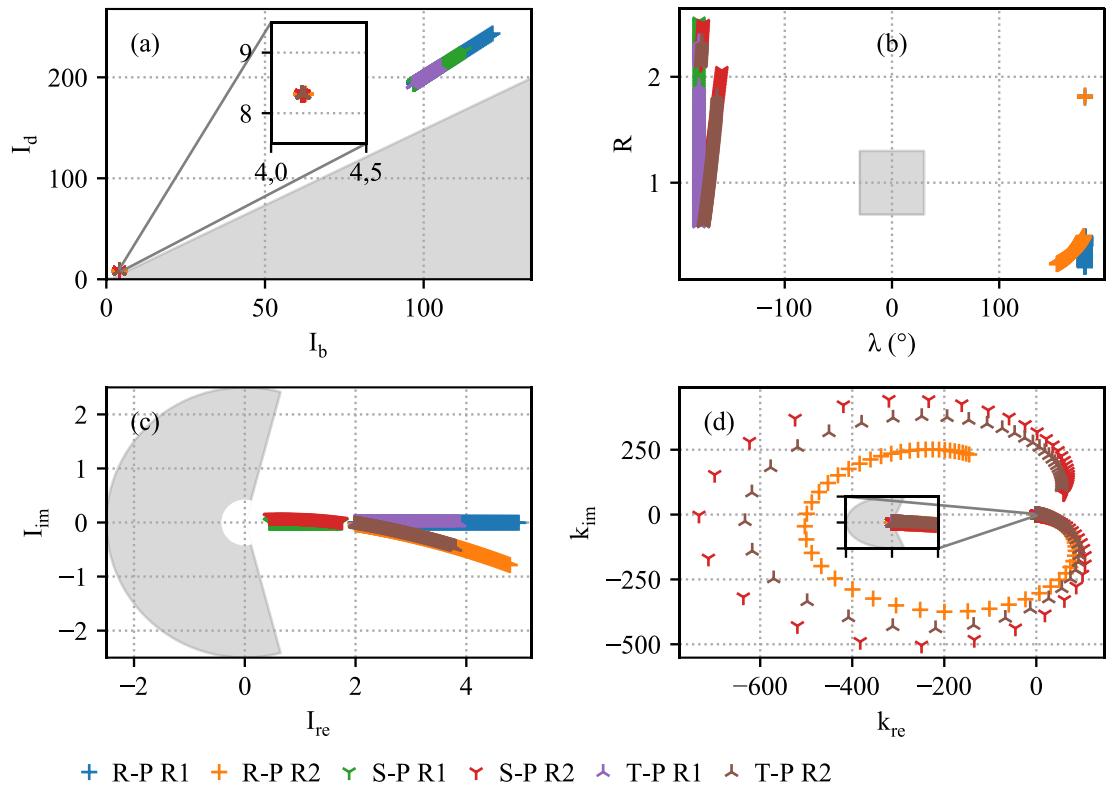 (a)
I_d
200
100
0
0
50
100
I_b
9
8
4,0
4,5
(b)
R
2
1
−100
0
100
λ (°)
(c)
I_im
2
1
0
−1
−2
−2
0
2
4
I_re
(d)
k_im
250
0
−250
−500
−600
−400
−200
0
k_re
R-P R1 R-P R2 S-P R1 S-P R2 T-P R1 T-P R2